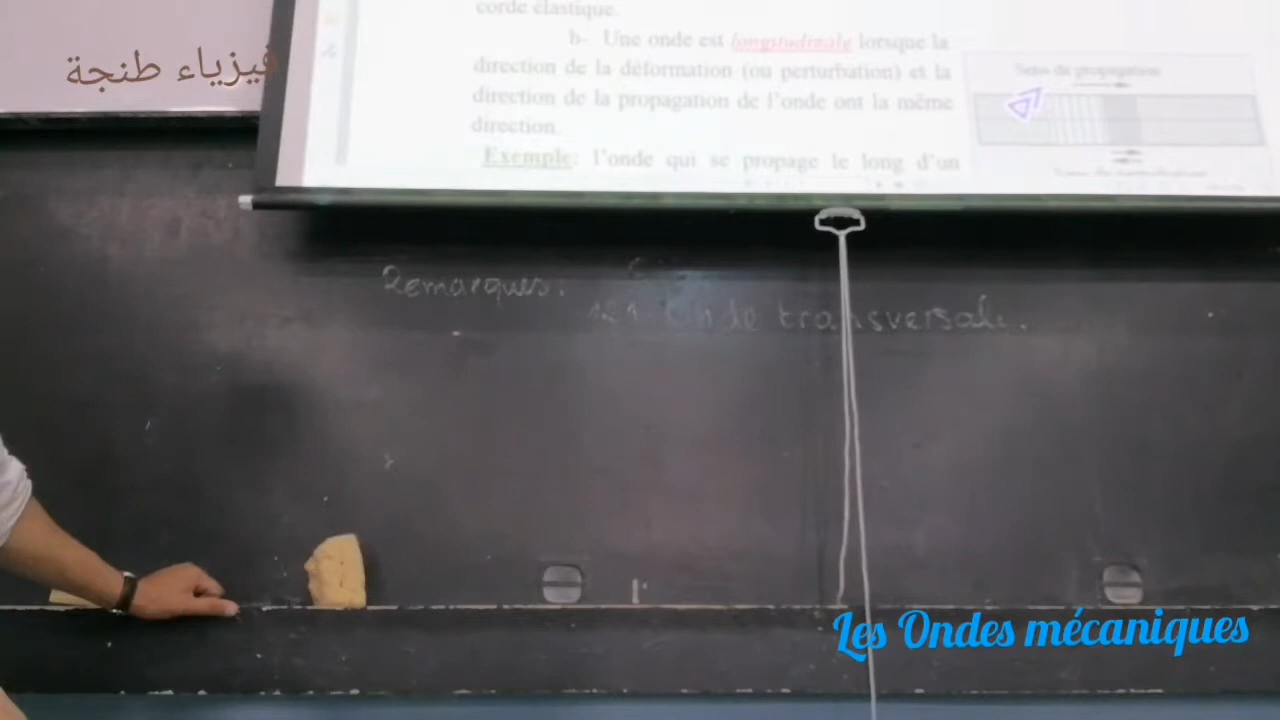 فيزياء طنجة
corde élastique.
b- Une onde est longitudinale lorsque la
direction de la déformation (ou perturbation) et la
direction de la propagation de l'onde ont la même
direction.
Exemple: l'onde qui se propage le long d'un
Sens de propagation
Remarques.
Onde transversale.
Les Ondes mécaniques